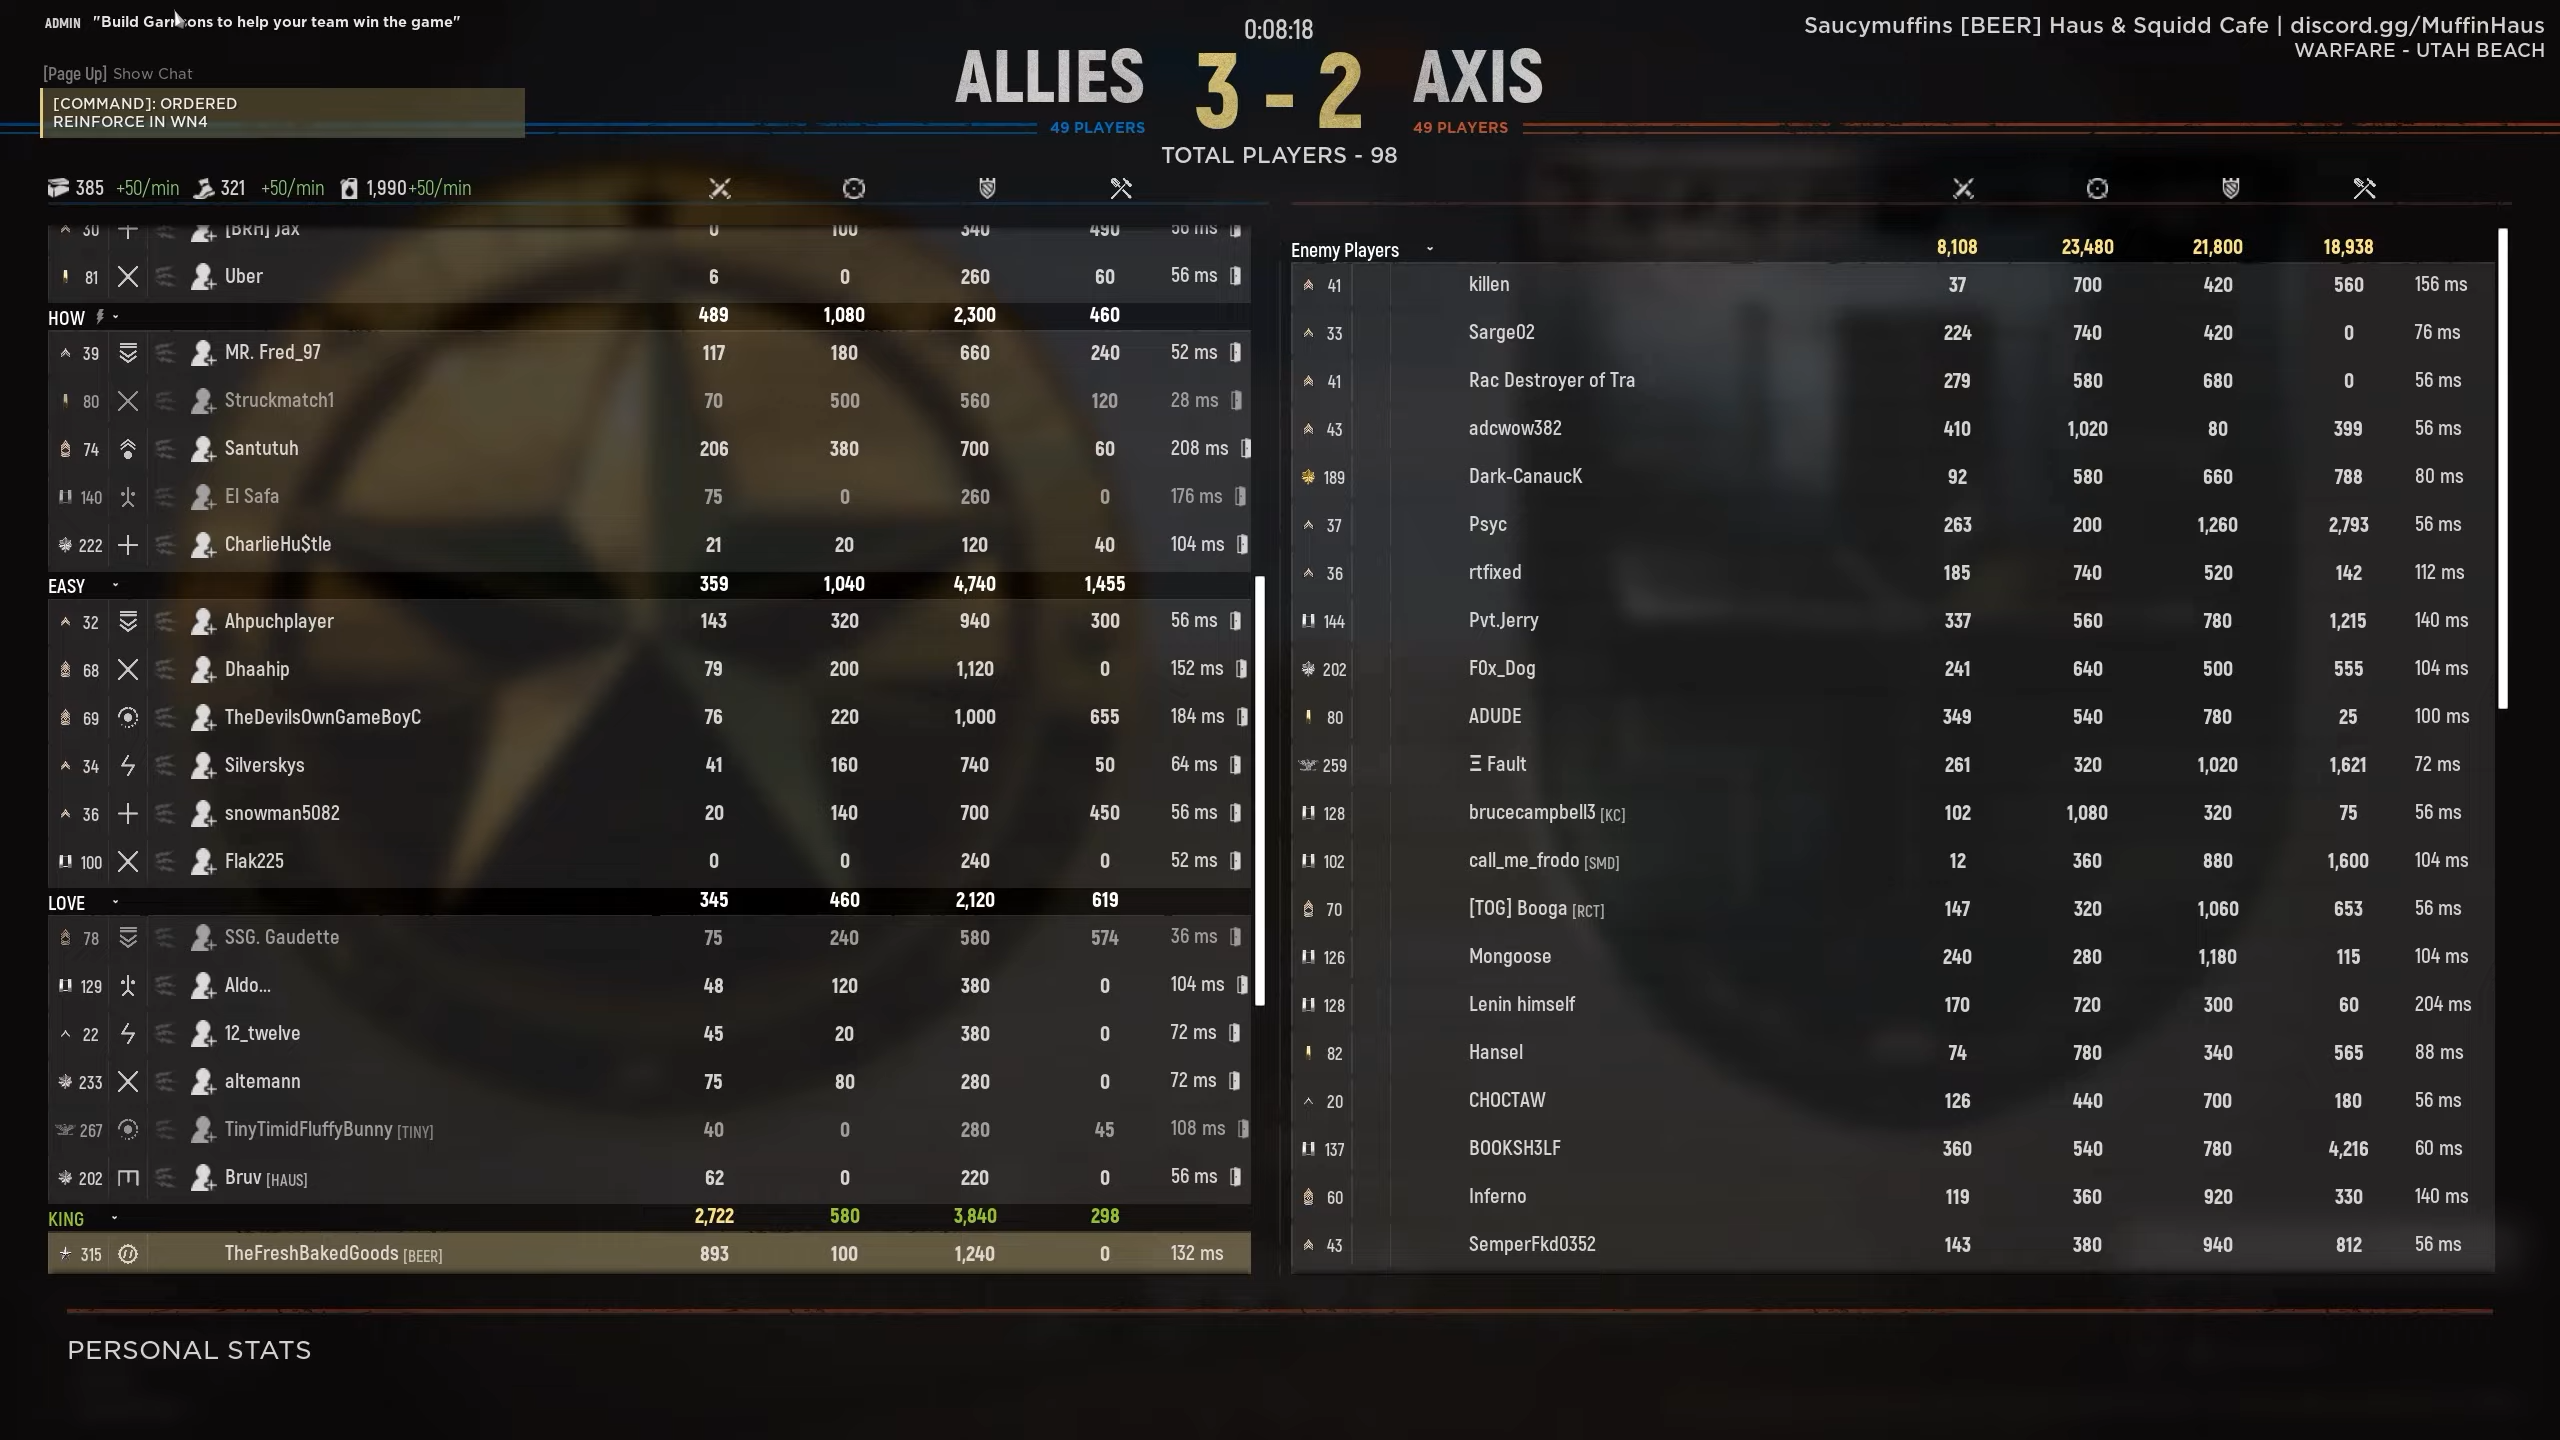 ADMIN "Build Garrisons to help your team win the game"
[Page Up] Show Chat
[COMMAND]: ORDERED
REINFORCE IN WN4
0:08:18
ALLIES 3 - 2 AXIS
49 PLAYERS 49 PLAYERS
TOTAL PLAYERS - 98
Saucymuffins [BEER] Haus & Squidd Cafe | discord.gg/MuffinHaus
WARFARE - UTAH BEACH
385 +50/min 321 +50/min 1,990+50/min
30 [BRH] Jax 0 100 340 490 56 ms
81 Uber 6 0 260 60 56 ms
HOW 489 1,080 2,300 460
39 MR. Fred_97 117 180 660 240 52 ms
80 Struckmatch1 70 500 560 120 28 ms
74 Santutuh 206 380 700 60 208 ms
140 El Safa 75 0 260 0 176 ms
222 CharlieHu$tle 21 20 120 40 104 ms
EASY 359 1,040 4,740 1,455
32 Ahpuchplayer 143 320 940 300 56 ms
68 Dhaahip 79 200 1,120 0 152 ms
69 TheDevilsOwnGameBoyC 76 220 1,000 655 184 ms
34 Silverskys 41 160 740 50 64 ms
36 snowman5082 20 140 700 450 56 ms
100 Flak225 0 0 240 0 52 ms
LOVE 345 460 2,120 619
78 SSG. Gaudette 75 240 580 574 36 ms
129 Aldo... 48 120 380 0 104 ms
22 12_twelve 45 20 380 0 72 ms
233 altemann 75 80 280 0 72 ms
267 TinyTimidFluffyBunny [TINY] 40 0 280 45 108 ms
202 Bruv [HAUS] 62 0 220 0 56 ms
KING 2,722 580 3,840 298
315 TheFreshBakedGoods [BEER] 893 100 1,240 0 132 ms
Enemy Players 8,108 23,480 21,800 18,938
41 killen 37 700 420 560 156 ms
33 Sarge02 224 740 420 0 76 ms
41 Rac Destroyer of Tra 279 580 680 0 56 ms
43 adcwow382 410 1,020 80 399 56 ms
189 Dark-CanaucK 92 580 660 788 80 ms
37 Psyc 263 200 1,260 2,793 56 ms
36 rtfixed 185 740 520 142 112 ms
144 Pvt.Jerry 337 560 780 1,215 140 ms
202 F0x_Dog 241 640 500 555 104 ms
80 ADUDE 349 540 780 25 100 ms
259 Ξ Fault 261 320 1,020 1,621 72 ms
128 brucecampbell3 [KC] 102 1,080 320 75 56 ms
102 call_me_frodo [SMD] 12 360 880 1,600 104 ms
70 [TOG] Booga [RCT] 147 320 1,060 653 56 ms
126 Mongoose 240 280 1,180 115 104 ms
128 Lenin himself 170 720 300 60 204 ms
82 Hansel 74 780 340 565 88 ms
20 CHOCTAW 126 440 700 180 56 ms
137 BOOKSH3LF 360 540 780 4,216 60 ms
60 Inferno 119 360 920 330 140 ms
43 SemperFkd0352 143 380 940 812 56 ms
PERSONAL STATS